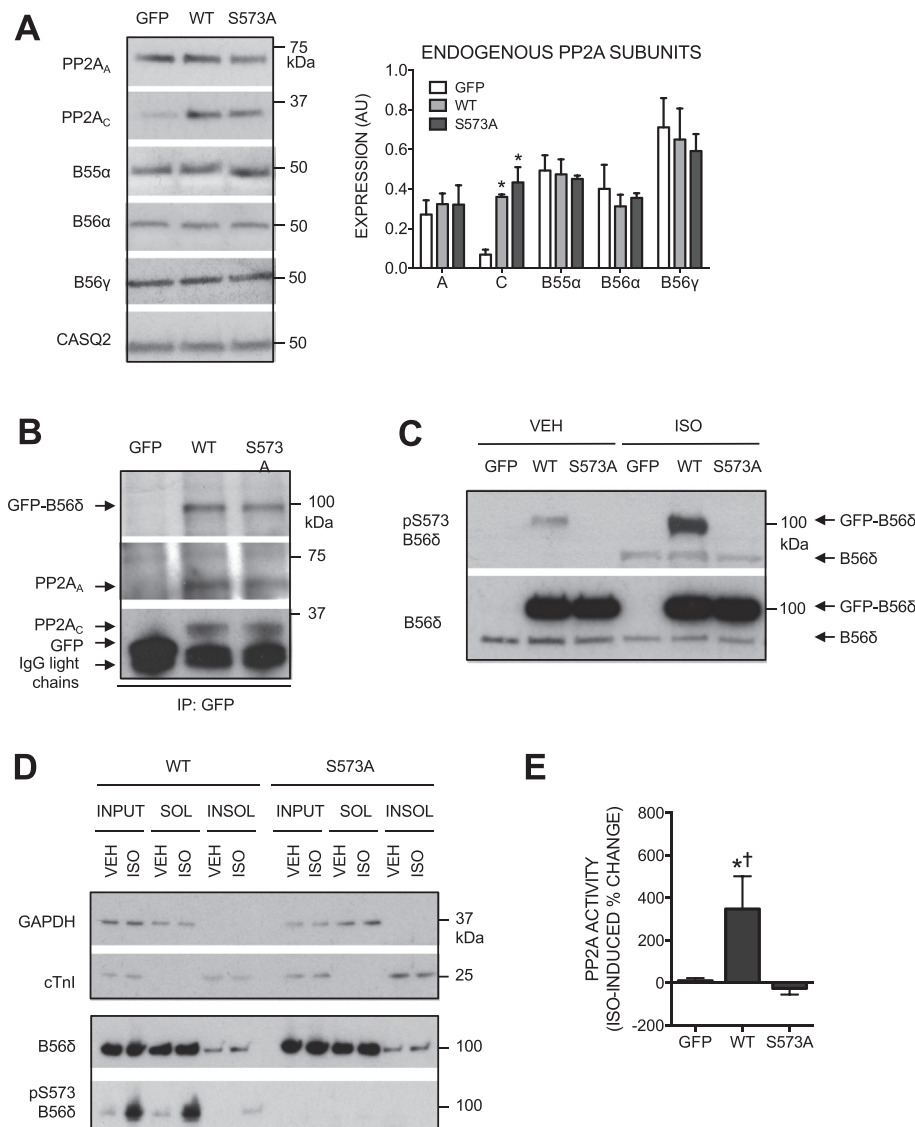 A
GFP WT S573A
PP2AA
75
kDa
PP2AC
37
B55α
50
B56α
50
B56γ
50
CASQ2
50
ENDOGENOUS PP2A SUBUNITS
GFP
WT
S573A
EXPRESSION (AU)
1.0
0.8
0.6
0.4
0.2
0.0
* *
A C B55α B56α B56γ
B
GFP WT S573
A
GFP-B56δ
100
kDa
75
PP2AA
37
PP2AC
GFP
IgG light
chains
IP: GFP
C
VEH ISO
GFP WT S573A GFP WT S573A
pS573
B56δ
100
kDa
GFP-B56δ
B56δ
B56δ
100
GFP-B56δ
B56δ
D
WT S573A
INPUT SOL INSOL INPUT SOL INSOL
VEH ISO VEH ISO VEH ISO VEH ISO VEH ISO VEH ISO
GAPDH
37
kDa
cTnI
25
B56δ
100
pS573
B56δ
100
E
PP2A ACTIVITY
(ISO-INDUCED % CHANGE)
800
600
400
200
0
-200
*†
GFP WT S573A